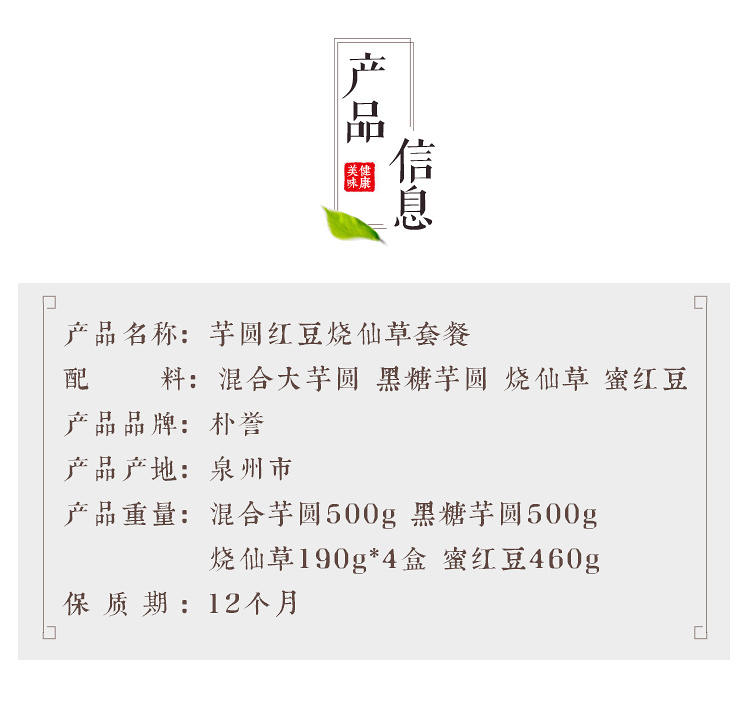 产品
信息
健康
美味
产品名称：芋圆红豆烧仙草套餐
配料：混合大芋圆 黑糖芋圆 烧仙草 蜜红豆
产品品牌：朴誉
产品产地：泉州市
产品重量：混合芋圆500g 黑糖芋圆500g
烧仙草190g*4盒 蜜红豆460g
保质期：12个月